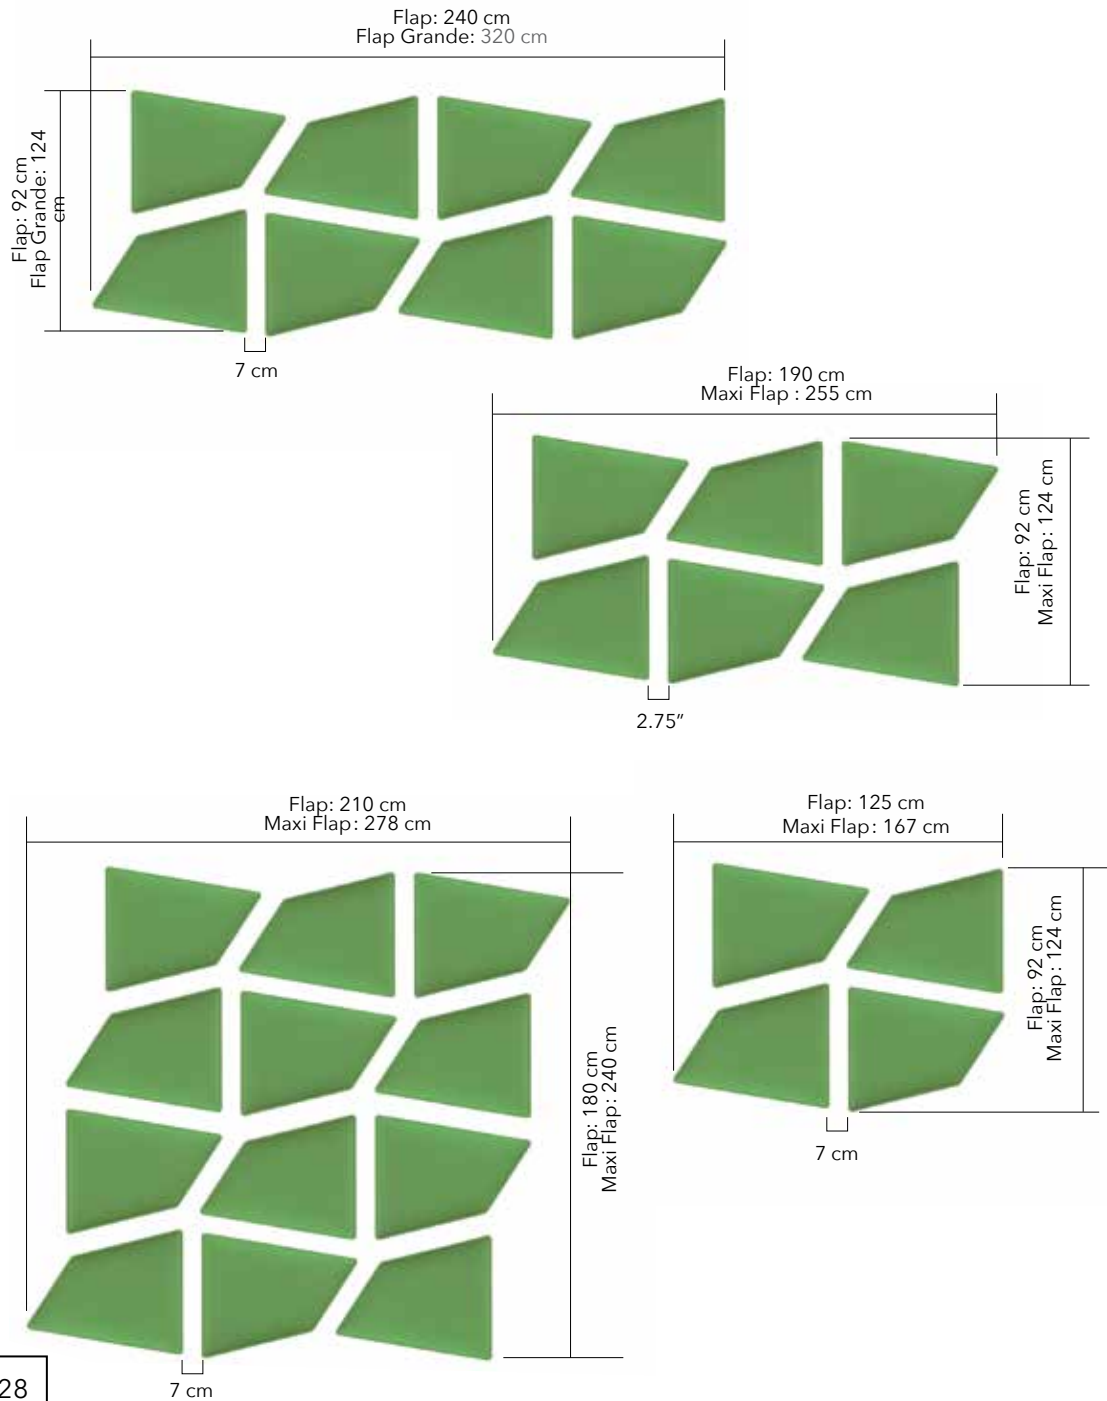 Flap: 240 cm
Flap Grande: 320 cm
Flap: 92 cm
Flap Grande: 124
cm
7 cm
Flap: 190 cm
Maxi Flap : 255 cm
Flap: 92 cm
Maxi Flap: 124 cm
2.75”
Flap: 210 cm
Maxi Flap: 278 cm
Flap: 180 cm
Maxi Flap: 240 cm
7 cm
Flap: 125 cm
Maxi Flap: 167 cm
Flap: 92 cm
Maxi Flap: 124 cm
7 cm
28